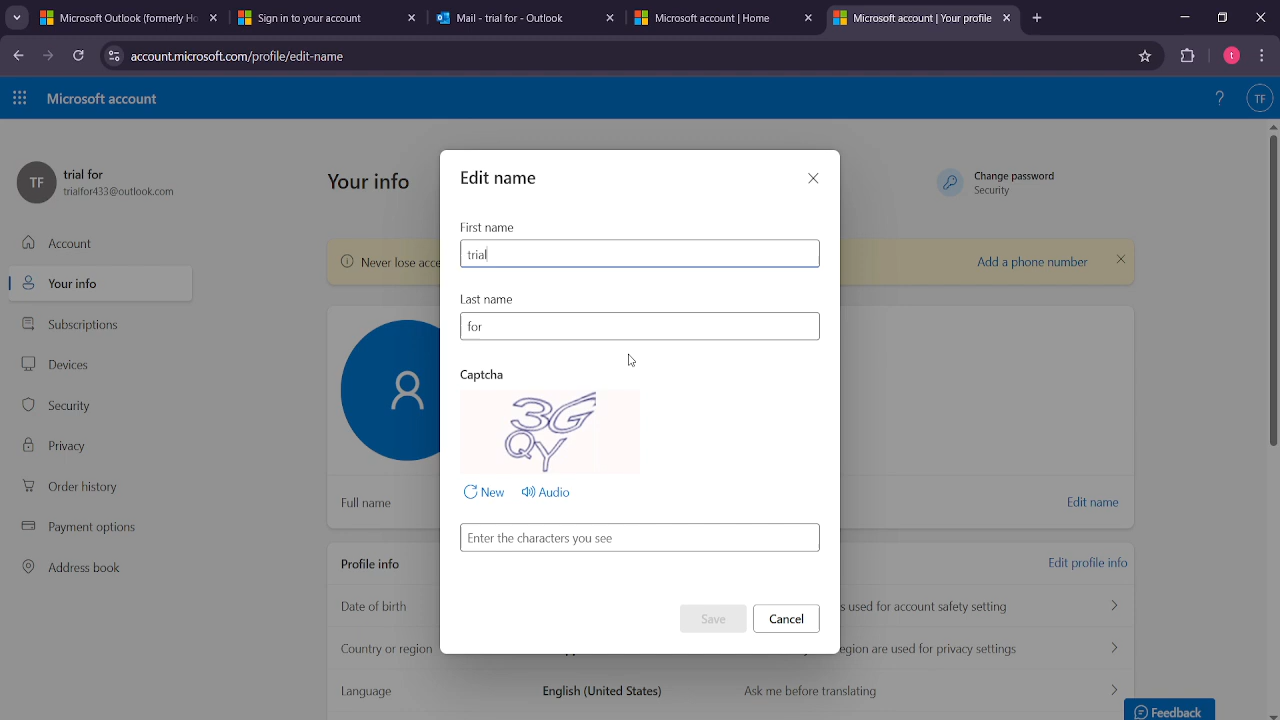 Microsoft Outlook (formerly Ho
Sign in to your account
Mail - trial for - Outlook
Microsoft account | Home
Microsoft account | Your profile
account.microsoft.com/profile/edit-name
t
Microsoft account
?
TF
TF
trial for
trialfor433@outlook.com
Account
Your info
Subscriptions
Devices
Security
Privacy
Order history
Payment options
Address book
Your info
Change password
Security
Never lose acce
Add a phone number
Full name
Edit name
Profile info
Edit profile info
Date of birth
s used for account safety setting
Country or region
egion are used for privacy settings
Language
English (United States)
Ask me before translating
Feedback
Edit name
First name
trial
Last name
for
Captcha
3G
QY
New
Audio
Enter the characters you see
Save
Cancel